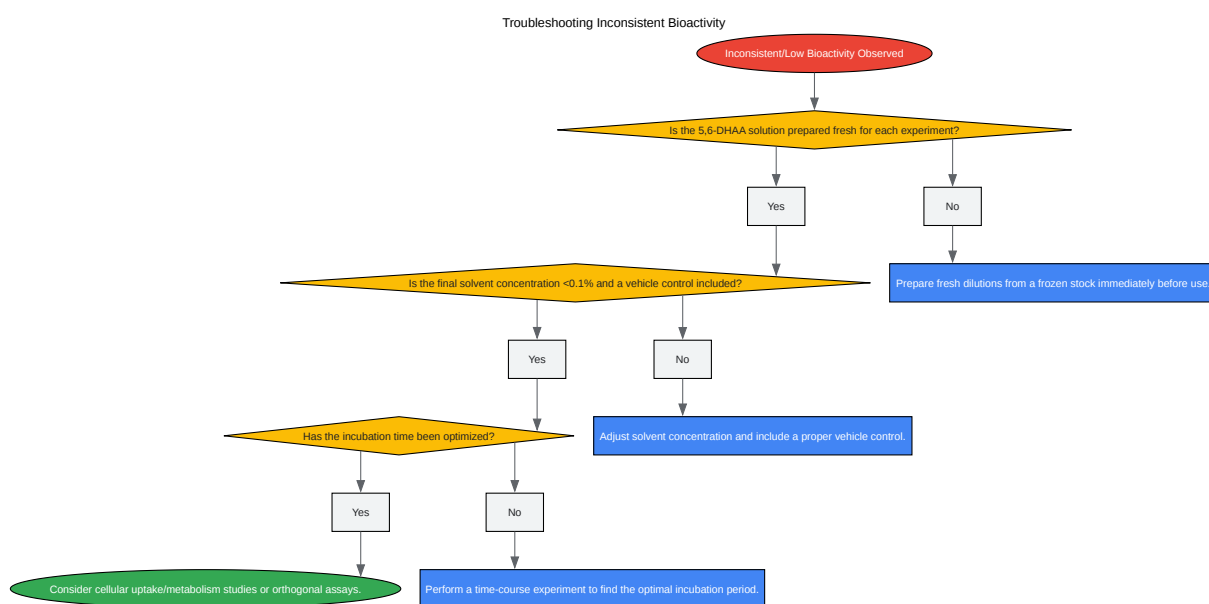 Troubleshooting Inconsistent Bioactivity
Inconsistent/Low Bioactivity Observed
Is the 5,6-DHAA solution prepared fresh for each experiment?
Yes
No
Is the final solvent concentration <0.1% and a vehicle control included?
Prepare fresh dilutions from a frozen stock immediately before use.
Yes
No
Has the incubation time been optimized?
Adjust solvent concentration and include a proper vehicle control.
Yes
No
Consider cellular uptake/metabolism studies or orthogonal assays.
Perform a time-course experiment to find the optimal incubation period.